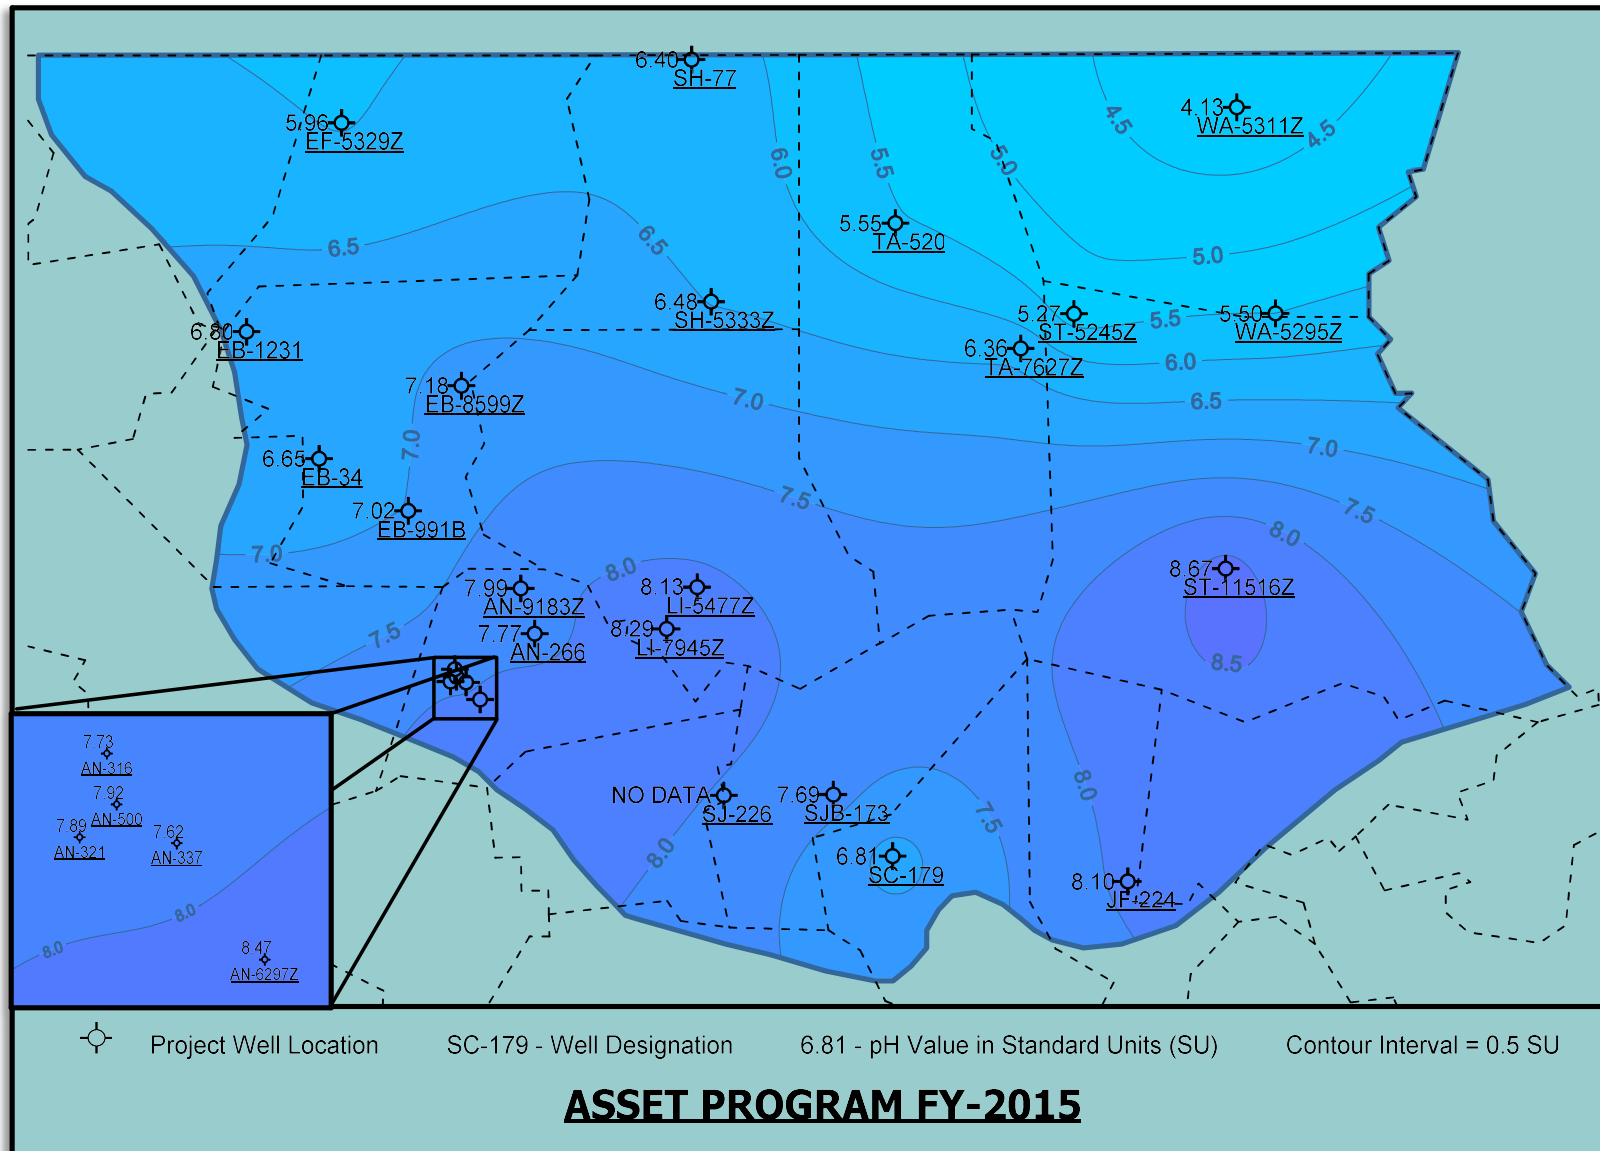 6.40
SH-77
4.13
WA-5311Z
4.5
4.5
5.96
EF-5329Z
6.0
5.5
5.0
5.55
TA-520
6.5
6.5
5.0
6.48
SH-5333Z
5.27
ST-5245Z
5.5
5.50
WA-5295Z
6.80
EB-1231
6.36
TA-7627Z
6.0
7.18
EB-8599Z
7.0
6.5
7.0
7.0
6.65
EB-34
7.5
7.5
7.02
EB-991B
8.0
7.0
8.0
8.67
ST-11516Z
7.99
AN-9183Z
8.13
LI-5477Z
7.5
7.77
AN-266
8.29
LI-7945Z
8.5
7.73
AN-316
7.92
AN-500
7.89
AN-321
7.62
AN-337
8.0
8.0
8.47
AN-6297Z
NO DATA
SJ-226
7.69
SJB-173
7.5
8.0
8.0
6.81
SC-179
8.10
JF-224
Project Well Location
SC-179 - Well Designation
6.81 - pH Value in Standard Units (SU)
Contour Interval = 0.5 SU
ASSET PROGRAM FY-2015